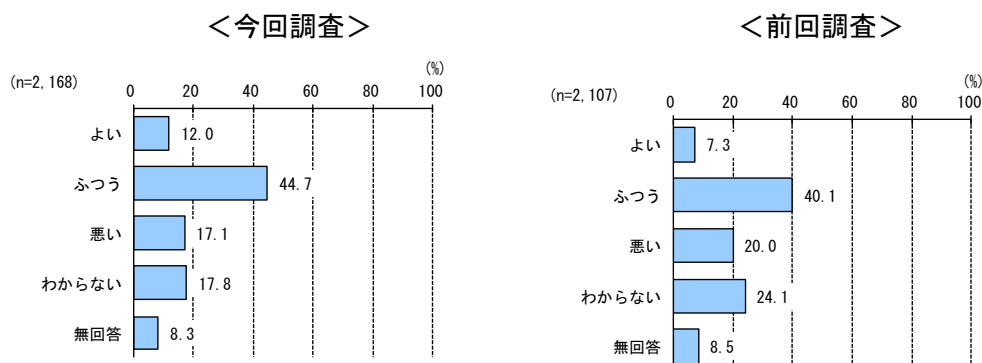 ＜今回調査＞
(%)
(n=2,168)
0 20 40 60 80 100
よい 12.0
ふつう 44.7
悪い 17.1
わからない 17.8
無回答 8.3
＜前回調査＞
(%)
(n=2,107)
0 20 40 60 80 100
よい 7.3
ふつう 40.1
悪い 20.0
わからない 24.1
無回答 8.5